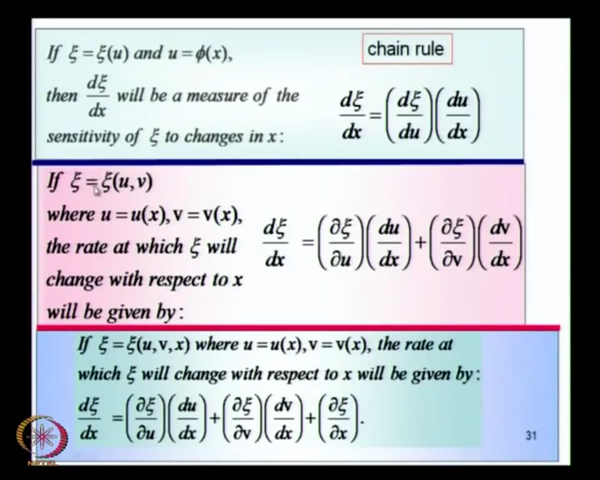 If ξ = ξ(u) and u = ϕ(x),
chain rule
then dξ/dx will be a measure of the
sensitivity of ξ to changes in x :
dξ/dx = (dξ/du)(du/dx)
If ξ = ξ(u, v)
where u = u(x), v = v(x),
the rate at which ξ will
change with respect to x
will be given by :
dξ/dx = (∂ξ/∂u)(du/dx) + (∂ξ/∂v)(dv/dx)
If ξ = ξ(u, v, x) where u = u(x), v = v(x), the rate at
which ξ will change with respect to x will be given by :
dξ/dx = (∂ξ/∂u)(du/dx) + (∂ξ/∂v)(dv/dx) + (∂ξ/∂x).
31
NPTEL